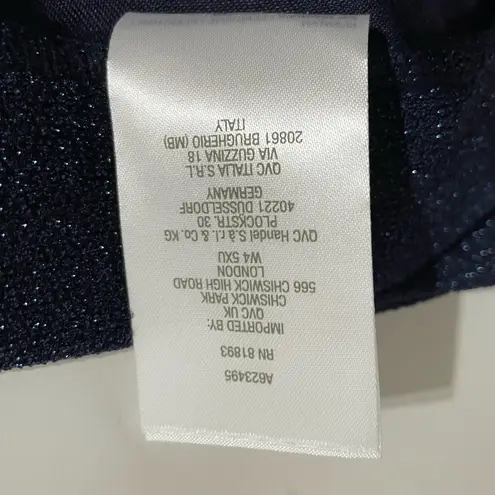 A623495
RN 81893
IMPORTED BY:
QVC UK
CHISWICK PARK
566 CHISWICK HIGH ROAD
LONDON
W4 5XU
QVC Handel S.à r.l. & Co. KG
PLOCKSTR. 30
40221 DÜSSELDORF
GERMANY
QVC ITALIA S.R.L
VIA GUZZINA 18
20861 BRUGHERIO (MB)
ITALY